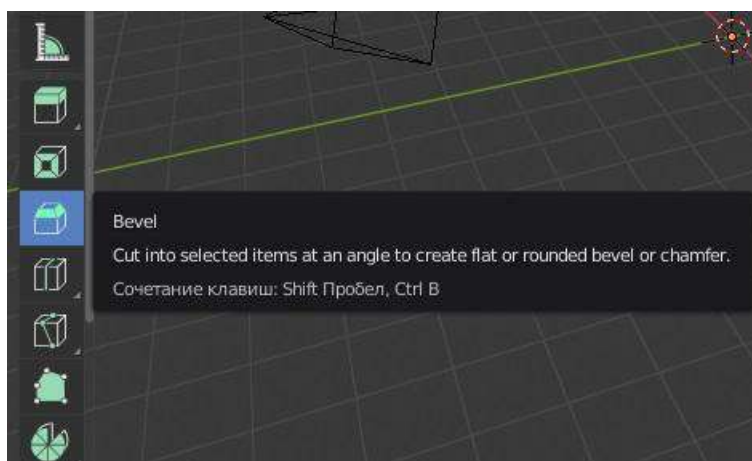 Bevel
Cut into selected items at an angle to create flat or rounded bevel or chamfer.
Сочетание клавиш: Shift Пробел, Ctrl B